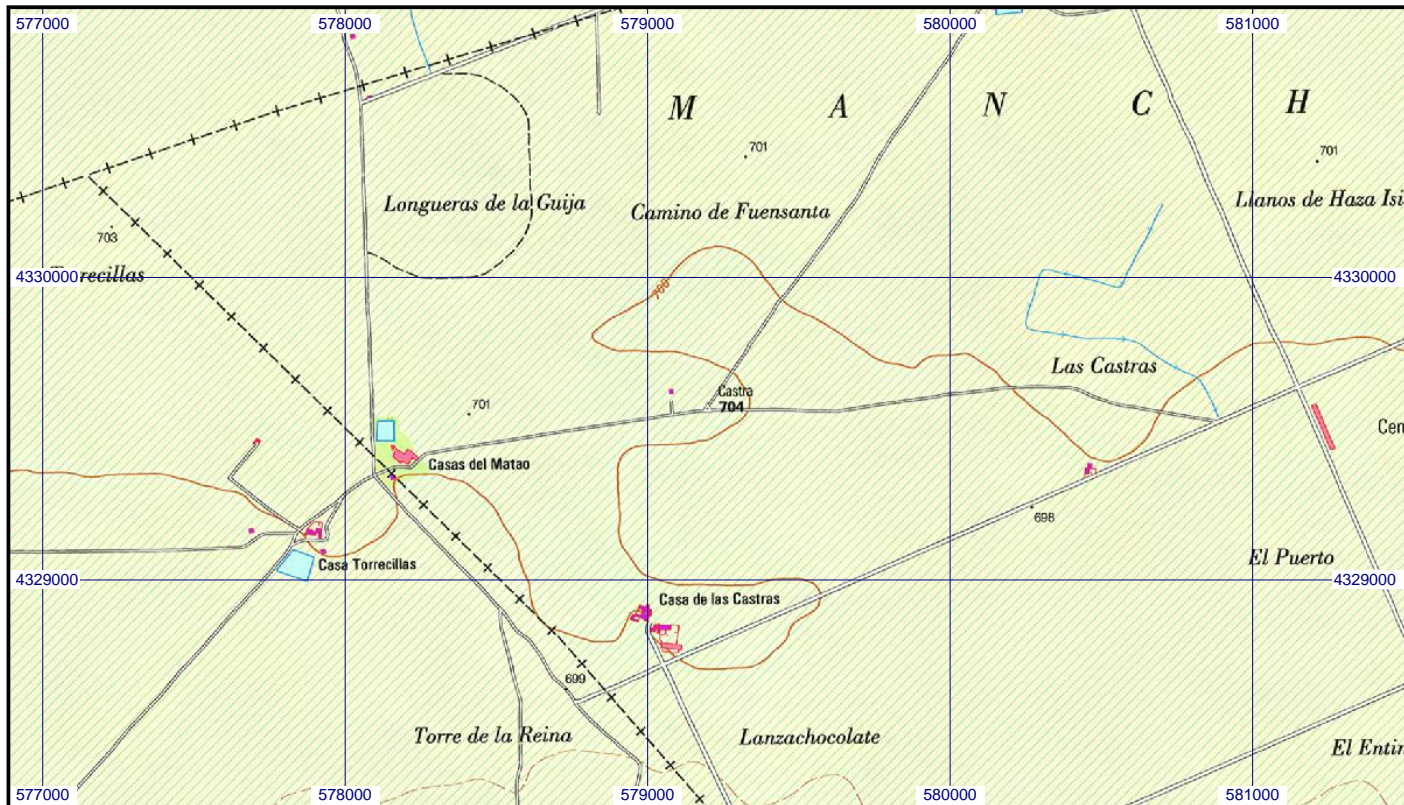 577000 578000 579000 580000 581000
M A N C H
701
701
Longueras de la Guija
Camino de Fuensanta
Llanos de Haza Isi
703
4330000 recillas 4330000
700
Las Castras
Castra
704
701
Cen
Casas del Matao
698
El Puerto
Casa Torrecillas
4329000 4329000
Casa de las Castras
699
Torre de la Reina
Lanzachocolate
El Entin
577000 578000 579000 580000 581000